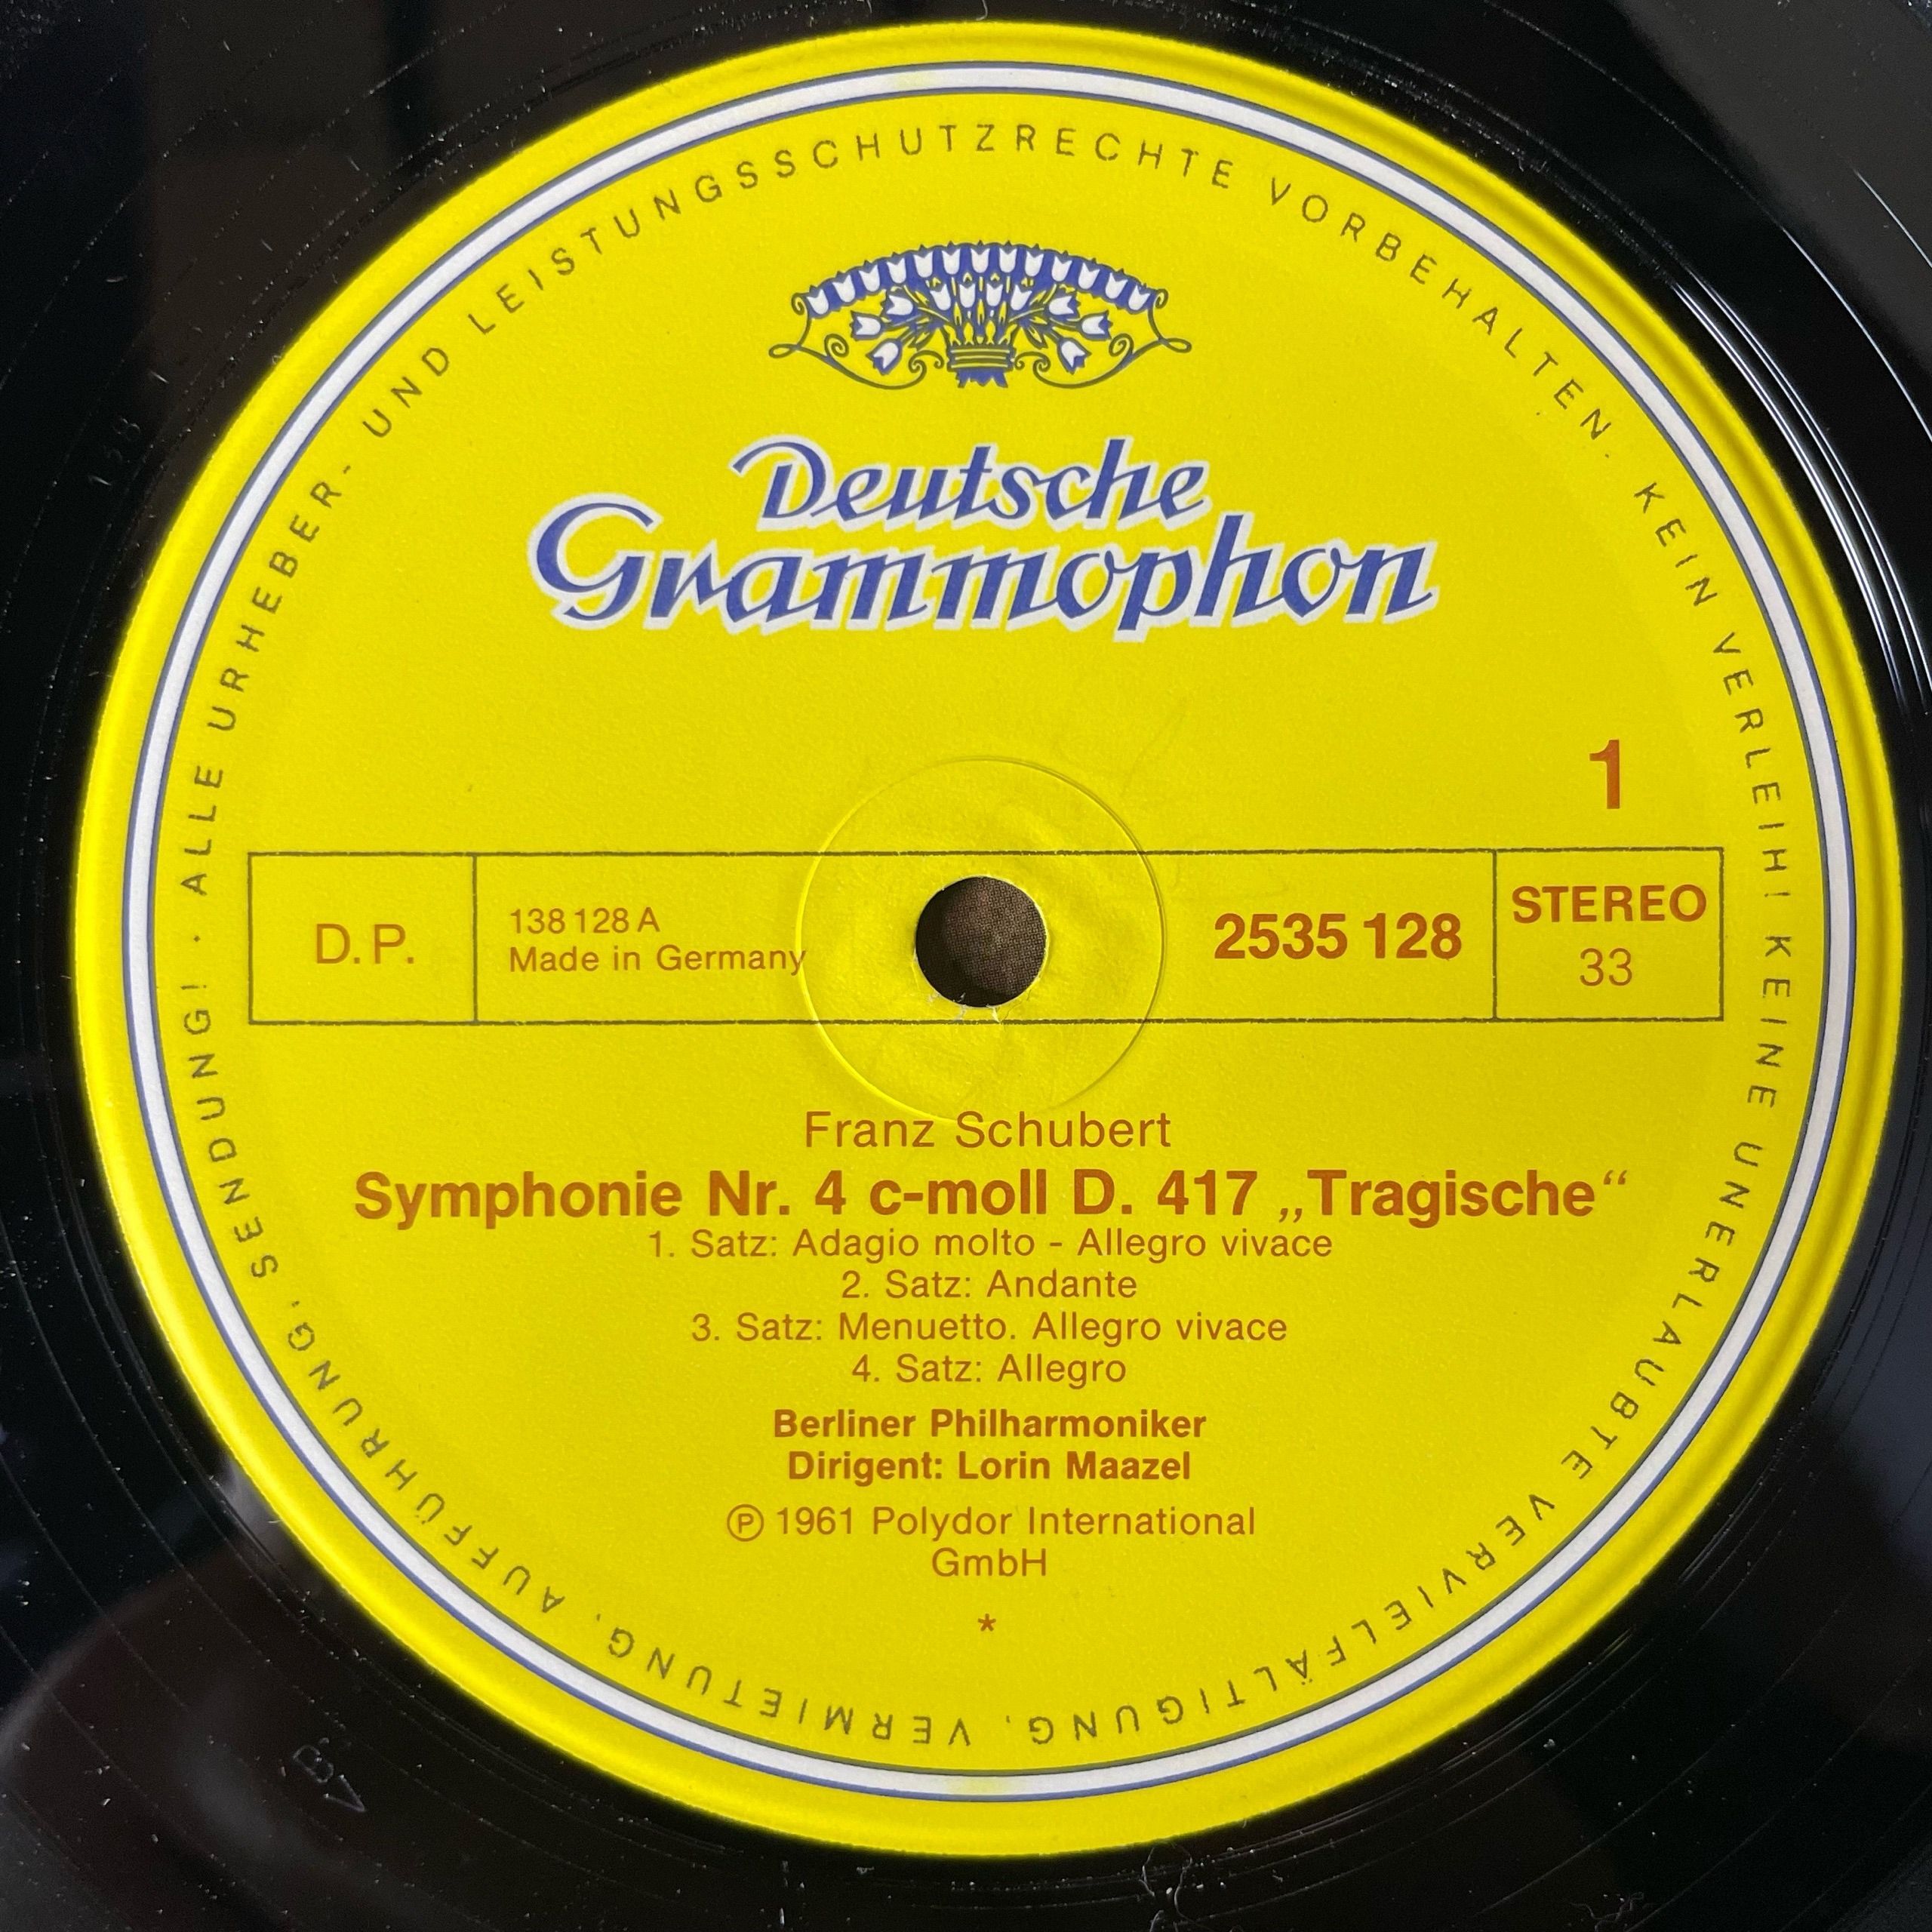 ALLE URHEBER- UND LEISTUNGSSCHUTZRECHTE VORBEHALTEN. KEIN VERLEIH! KEINE UNERLAUBTE VERVIELFÄLTIGUNG, VERMIETUNG, AUFFÜHRUNG, SENDUNG! ·
Deutsche
Grammophon
1
D.P.
138 128 A
Made in Germany
2535 128
STEREO
33
Franz Schubert
Symphonie Nr. 4 c-moll D. 417 „Tragische“
1. Satz: Adagio molto - Allegro vivace
2. Satz: Andante
3. Satz: Menuetto. Allegro vivace
4. Satz: Allegro
Berliner Philharmoniker
Dirigent: Lorin Maazel
Ⓟ 1961 Polydor International
GmbH
*